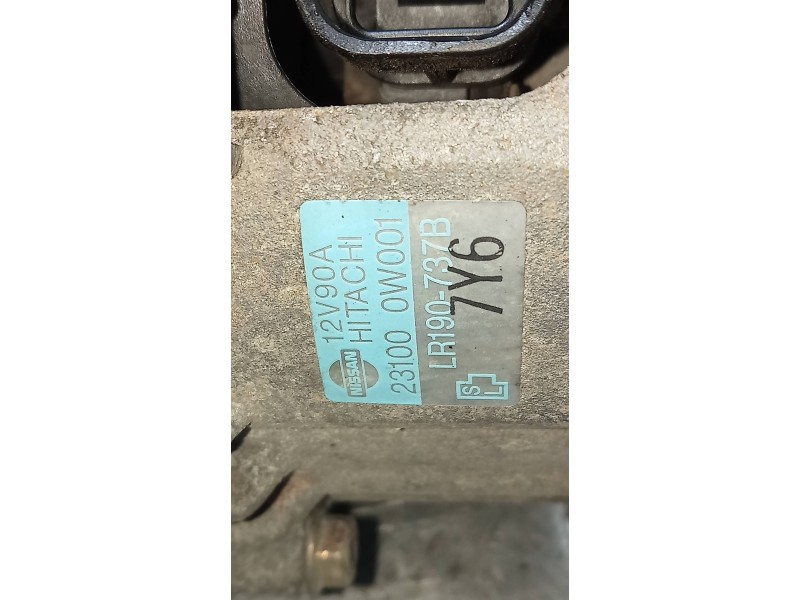 NISSAN
12V90A
HITACHI
23100 0W001
LR190-737B
7Y6
S
L